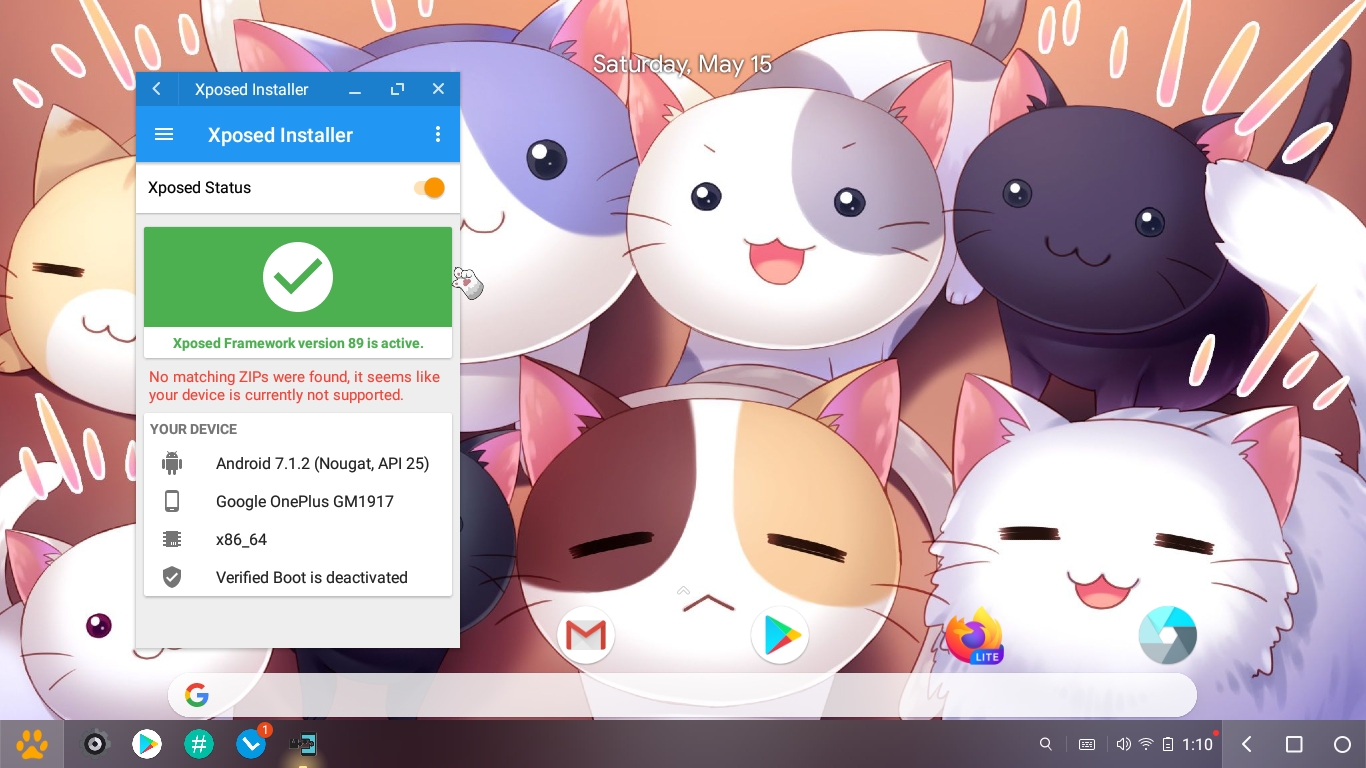 Saturday, May 15
Xposed Installer
Xposed Installer
Xposed Status
Xposed Framework version 89 is active.
No matching ZIPs were found, it seems like
your device is currently not supported.
YOUR DEVICE
Android 7.1.2 (Nougat, API 25)
Google OnePlus GM1917
x86_64
Verified Boot is deactivated
LITE
G
1
1:10